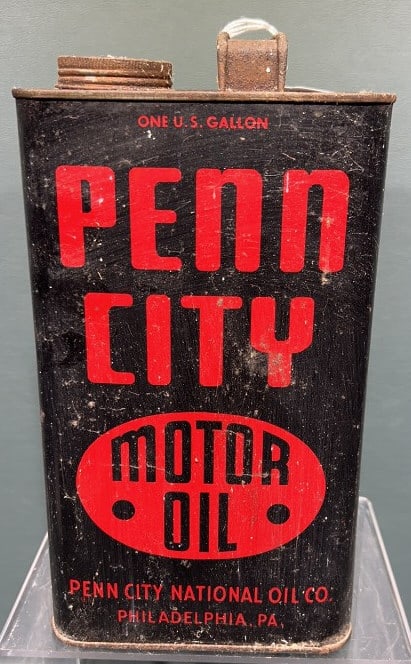 ONE U.S. GALLON
PENN
CITY
MOTOR
OIL
PENN CITY NATIONAL OIL CO.
PHILADELPHIA, PA.